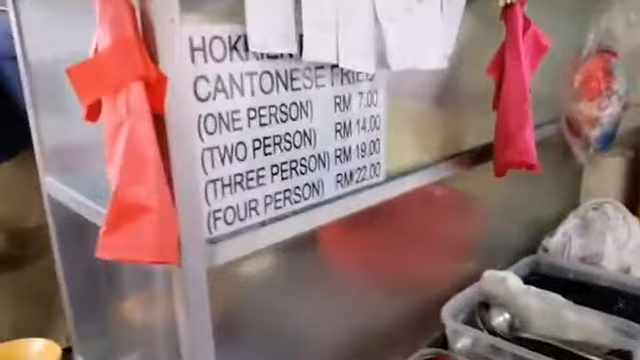 HOKKIEN
CANTONESE FRIED
(ONE PERSON) RM 7.00
(TWO PERSON) RM 14.00
(THREE PERSON) RM 19.00
(FOUR PERSON) RM 22.00